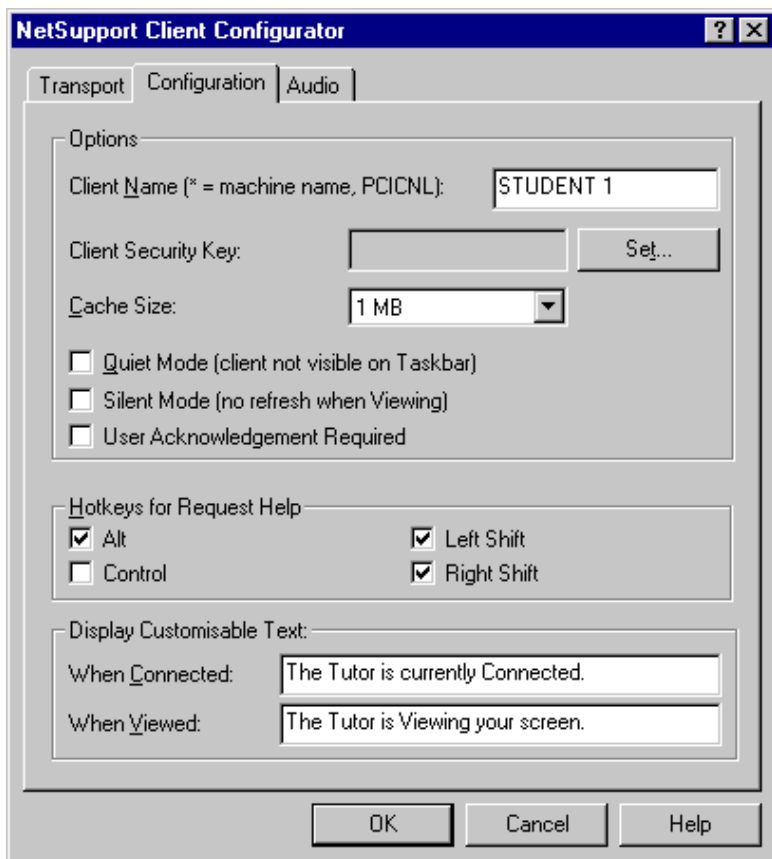 NetSupport Client Configurator
Transport Configuration Audio
Options
Client Name (* = machine name, PCICNL): STUDENT 1
Client Security Key: Set...
Cache Size: 1 MB
Quiet Mode (client not visible on Taskbar)
Silent Mode (no refresh when Viewing)
User Acknowledgement Required
Hotkeys for Request Help
Alt Left Shift
Control Right Shift
Display Customisable Text:
When Connected: The Tutor is currently Connected.
When Viewed: The Tutor is Viewing your screen.
OK Cancel Help